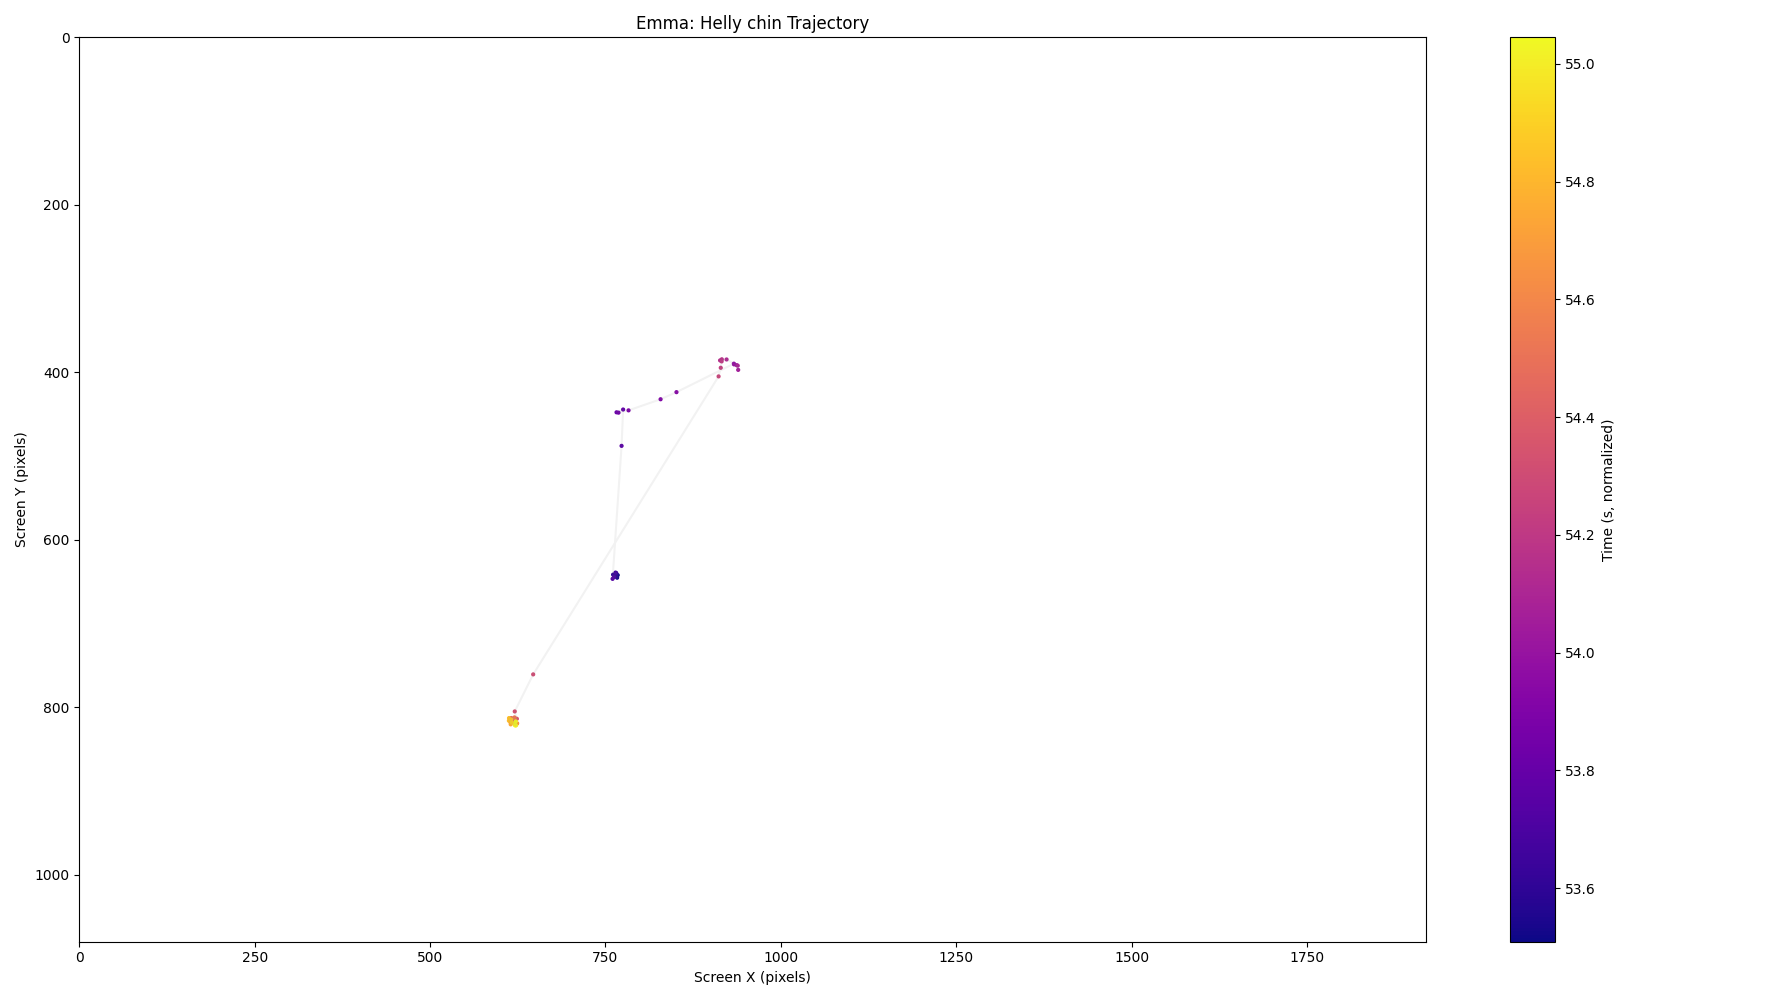 Emma: Helly chin Trajectory
0
200
400
600
800
1000
Screen Y (pixels)
0 250 500 750 1000 1250 1500 1750
Screen X (pixels)
55.0
54.8
54.6
54.4
54.2
54.0
53.8
53.6
Time (s, normalized)